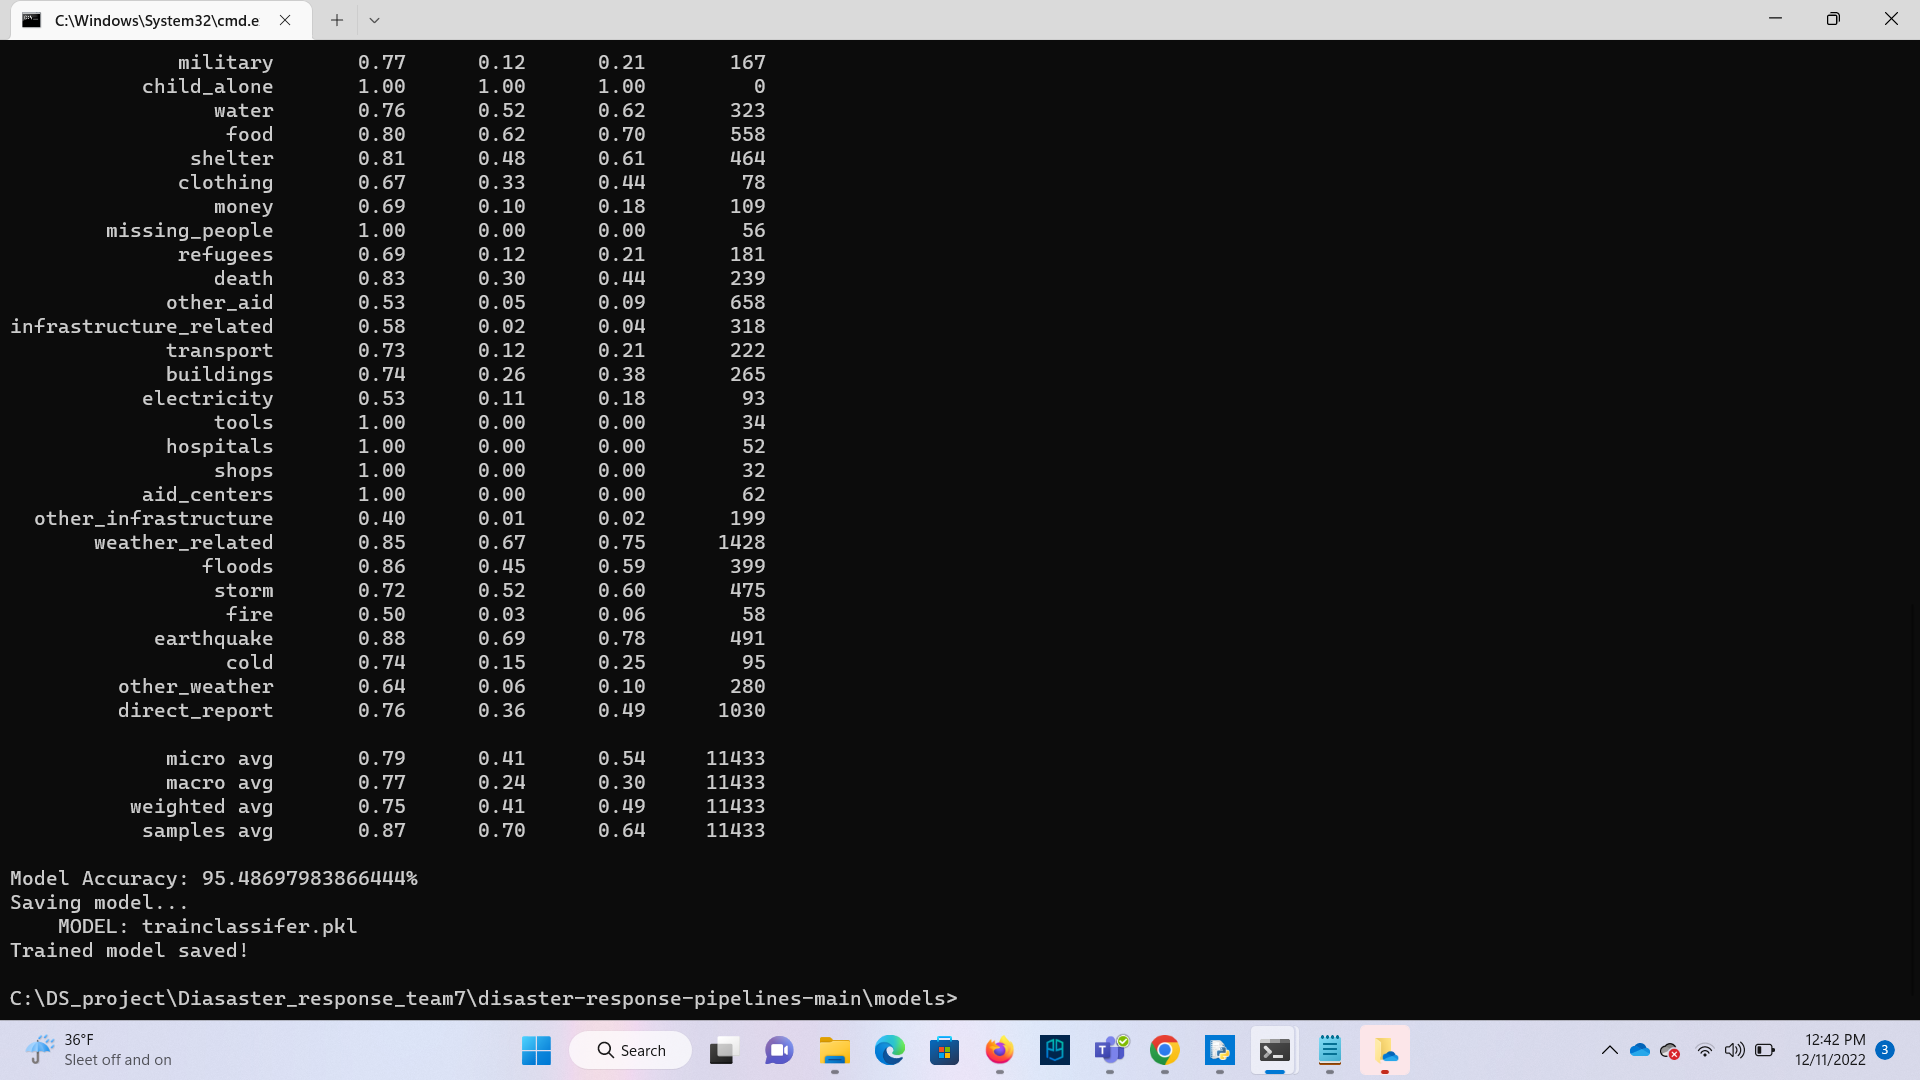 C:\Windows\System32\cmd.e
military 0.77 0.12 0.21 167
child_alone 1.00 1.00 1.00 0
water 0.76 0.52 0.62 323
food 0.80 0.62 0.70 558
shelter 0.81 0.48 0.61 464
clothing 0.67 0.33 0.44 78
money 0.69 0.10 0.18 109
missing_people 1.00 0.00 0.00 56
refugees 0.69 0.12 0.21 181
death 0.83 0.30 0.44 239
other_aid 0.53 0.05 0.09 658
infrastructure_related 0.58 0.02 0.04 318
transport 0.73 0.12 0.21 222
buildings 0.74 0.26 0.38 265
electricity 0.53 0.11 0.18 93
tools 1.00 0.00 0.00 34
hospitals 1.00 0.00 0.00 52
shops 1.00 0.00 0.00 32
aid_centers 1.00 0.00 0.00 62
other_infrastructure 0.40 0.01 0.02 199
weather_related 0.85 0.67 0.75 1428
floods 0.86 0.45 0.59 399
storm 0.72 0.52 0.60 475
fire 0.50 0.03 0.06 58
earthquake 0.88 0.69 0.78 491
cold 0.74 0.15 0.25 95
other_weather 0.64 0.06 0.10 280
direct_report 0.76 0.36 0.49 1030
micro avg 0.79 0.41 0.54 11433
macro avg 0.77 0.24 0.30 11433
weighted avg 0.75 0.41 0.49 11433
samples avg 0.87 0.70 0.64 11433
Model Accuracy: 95.48697983866444%
Saving model...
MODEL: trainclassifer.pkl
Trained model saved!
C:\DS_project\Diasaster_response_team7\disaster-response-pipelines-main\models>
36°F
Sleet off and on
Search
12:42 PM
12/11/2022
3